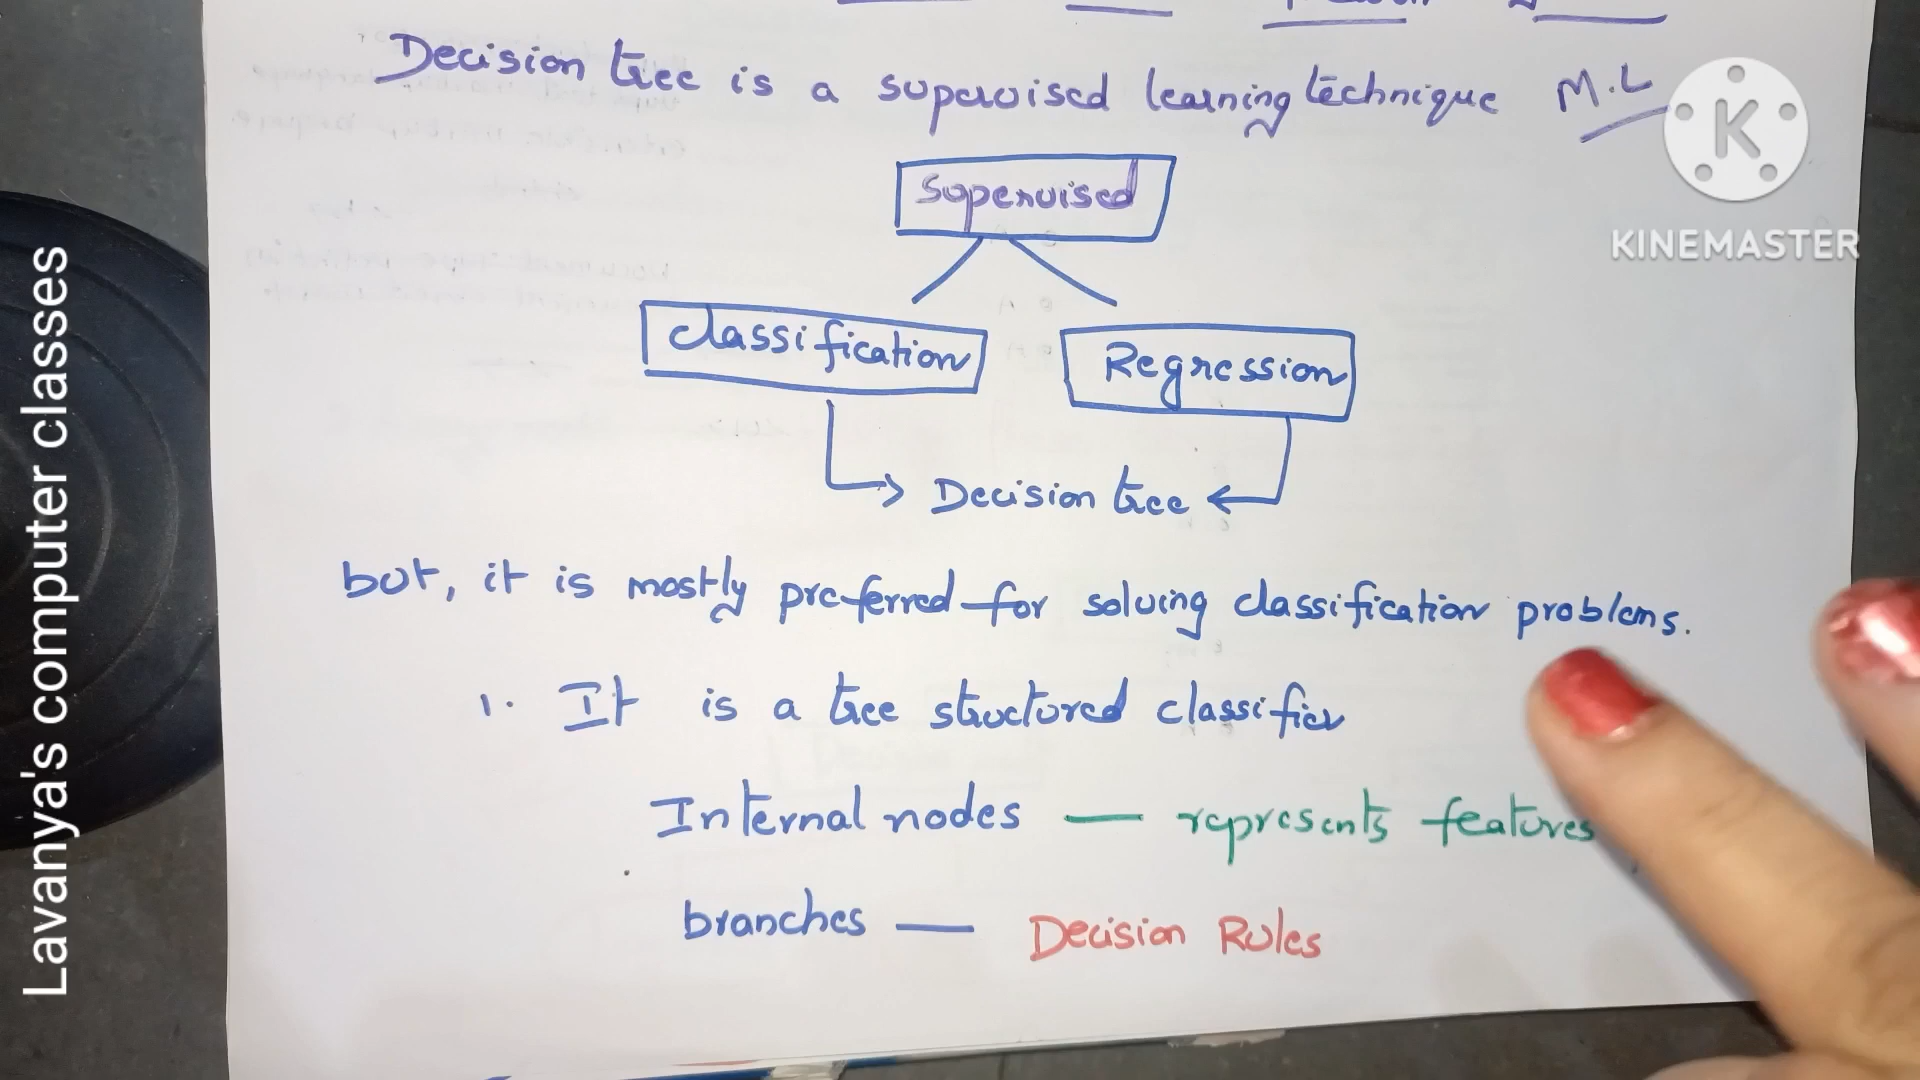 Decision tree is a supervised learning technique M.L
Supervised
Classification Regression
Decision tree
but, it is mostly preferred for solving classification problems.
1. It is a tree structured classifier
Internal nodes — represents features
branches — Decision Rules
K
KINEMASTER
Lavanya's computer classes